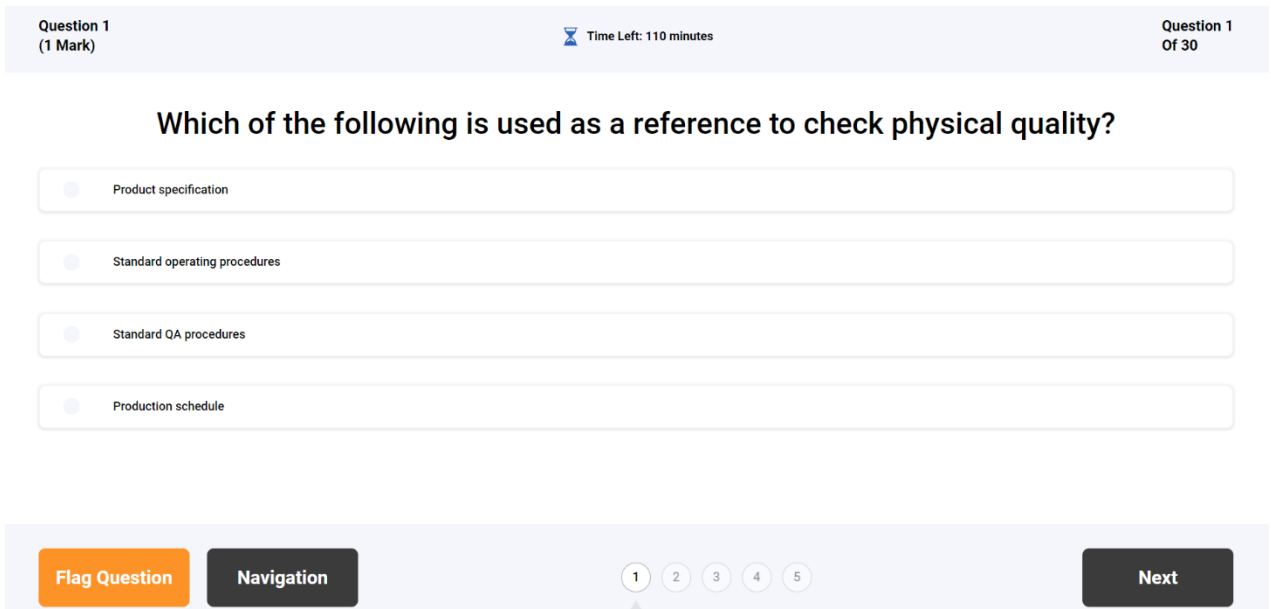 Question 1
(1 Mark)
Time Left: 110 minutes
Question 1
Of 30
Which of the following is used as a reference to check physical quality?
Product specification
Standard operating procedures
Standard QA procedures
Production schedule
Flag Question
Navigation
1 2 3 4 5
Next